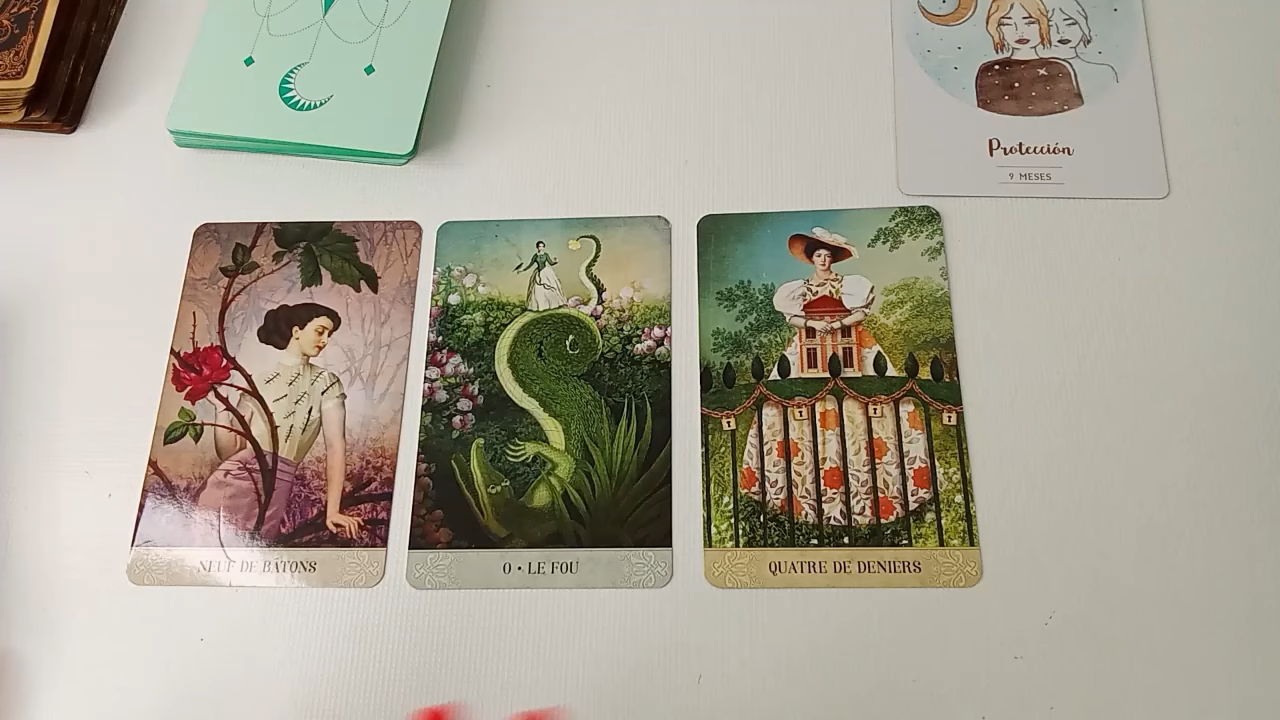 Protección
9 MESES
NEUF DE BÂTONS
0 • LE FOU
QUATRE DE DENIERS